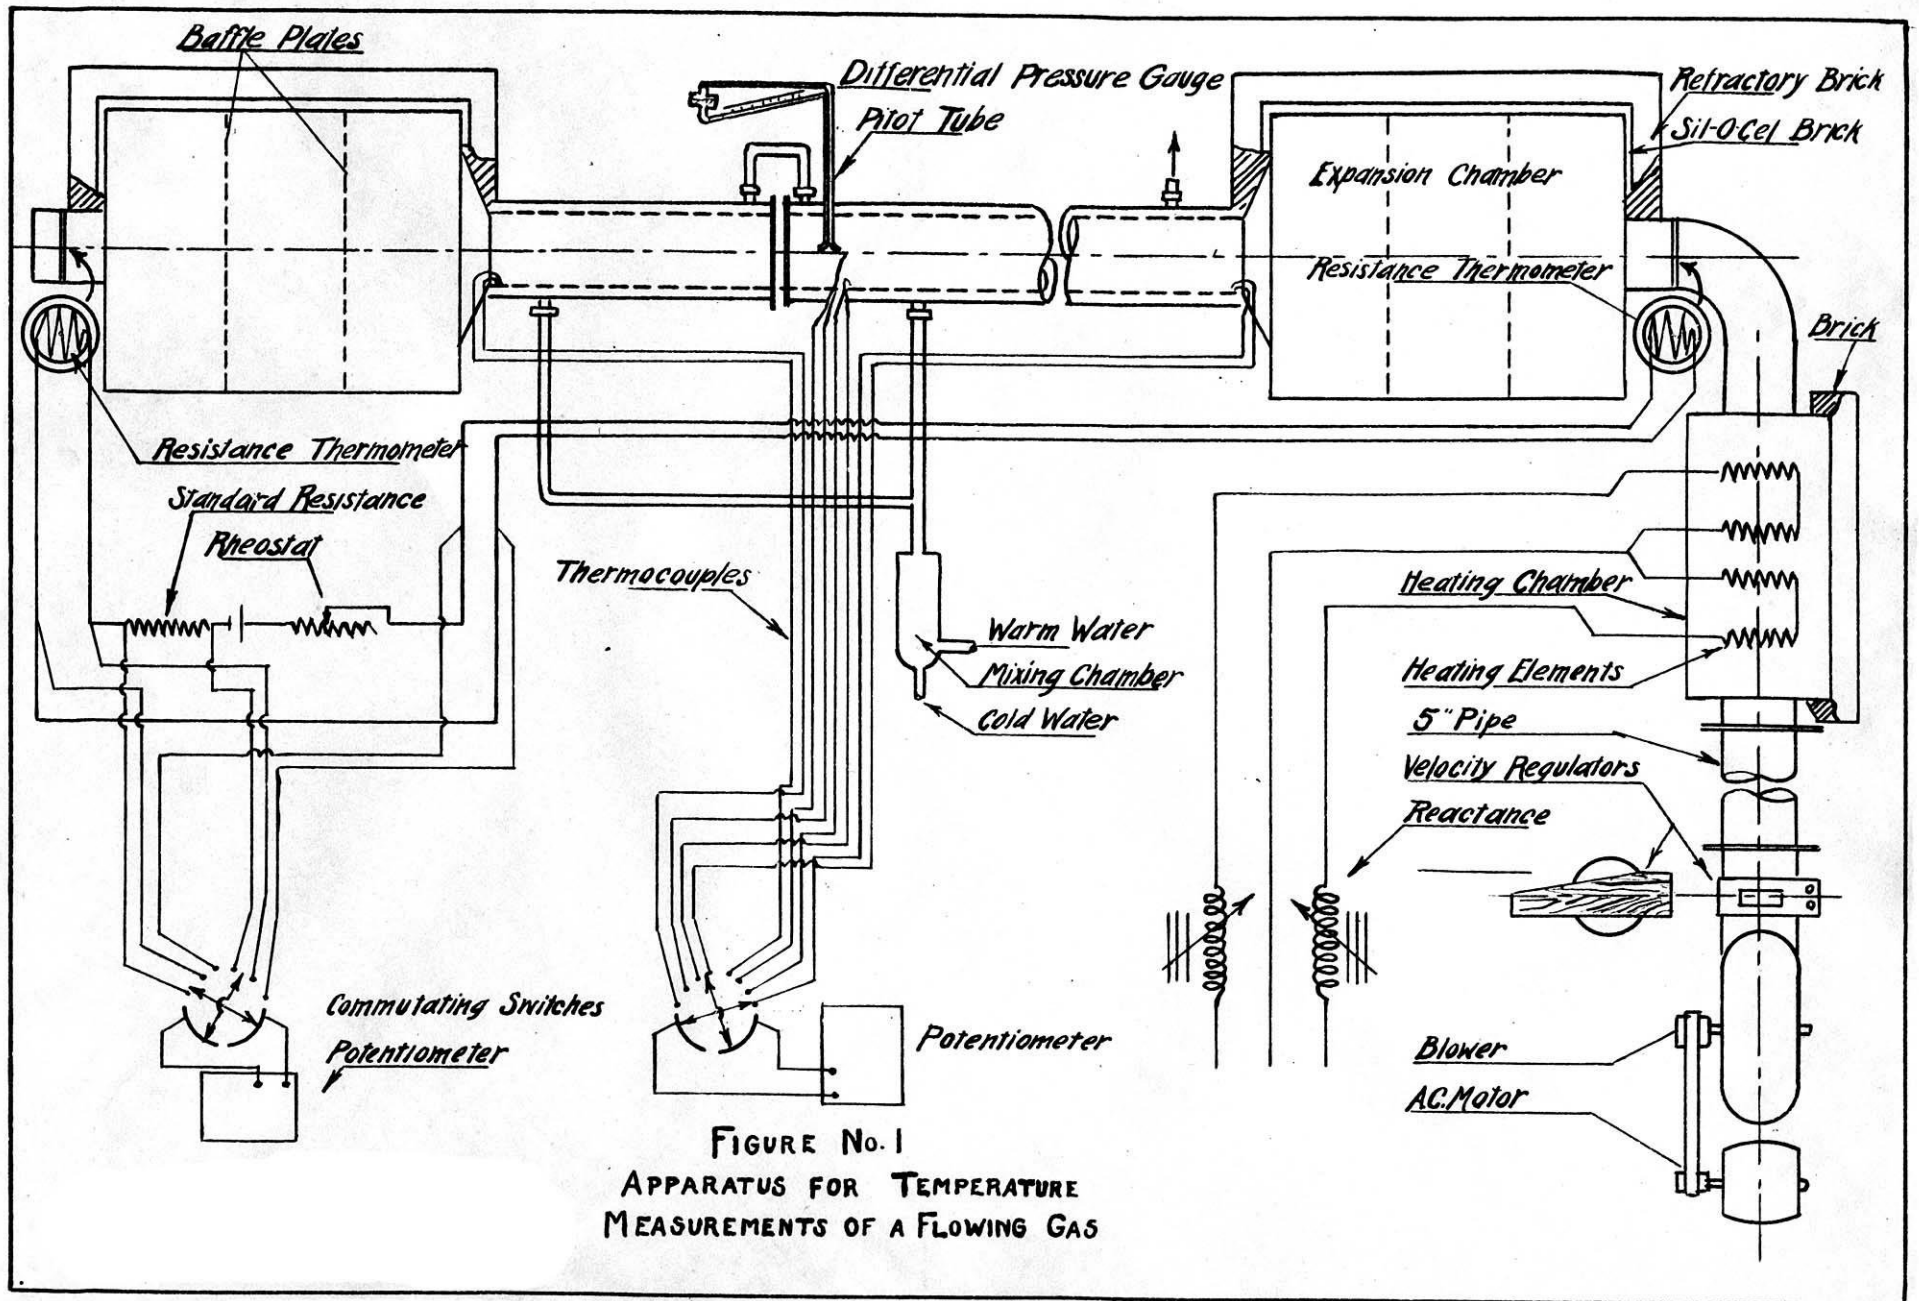 Baffle Plates
Differential Pressure Gauge
Pitot Tube
Refractory Brick
Sil-O-Cel Brick
Expansion Chamber
Resistance Thermometer
Brick
Resistance Thermometer
Standard Resistance
Rheostat
Thermocouples
Warm Water
Mixing Chamber
Cold Water
Heating Chamber
Heating Elements
5" Pipe
Velocity Regulators
Reactance
Commutating Switches
Potentiometer
Potentiometer
Blower
A.C. Motor
FIGURE No. 1
APPARATUS FOR TEMPERATURE
MEASUREMENTS OF A FLOWING GAS